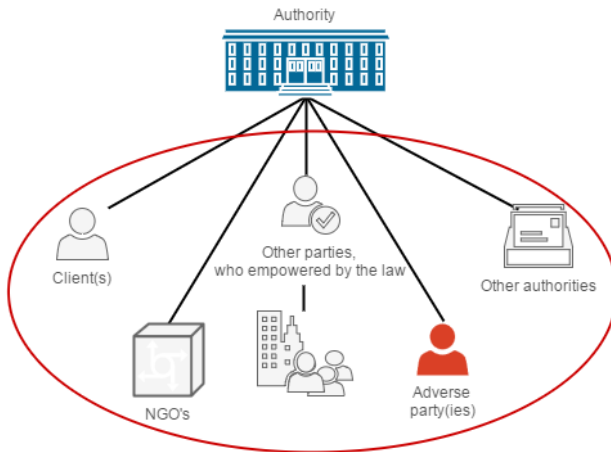 Authority
Client(s)
Other parties,
who empowered by the law
Other authorities
NGO's
Adverse
party(ies)